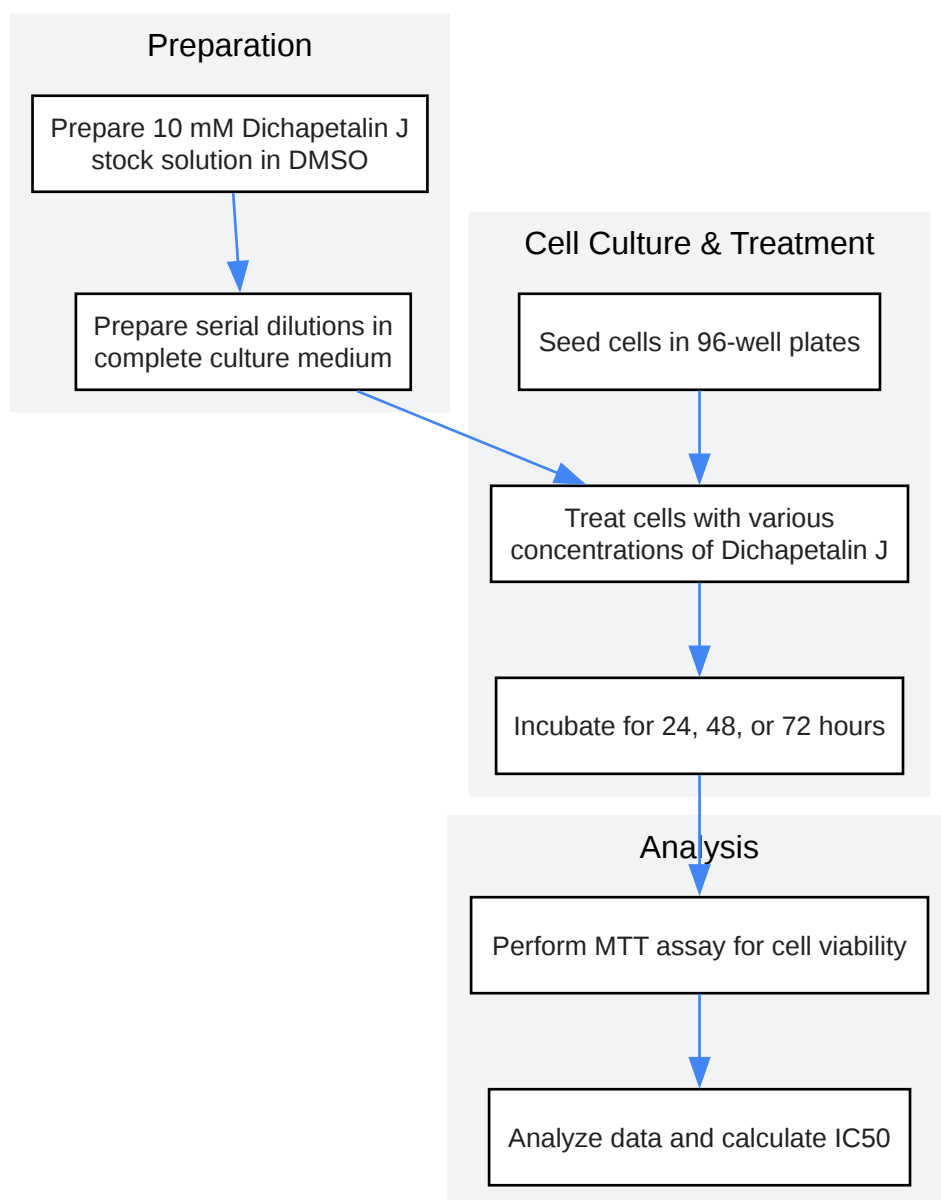 Preparation
Prepare 10 mM Dichapetalin J
stock solution in DMSO
Prepare serial dilutions in
complete culture medium
Cell Culture & Treatment
Seed cells in 96-well plates
Treat cells with various
concentrations of Dichapetalin J
Incubate for 24, 48, or 72 hours
Analysis
Perform MTT assay for cell viability
Analyze data and calculate IC50